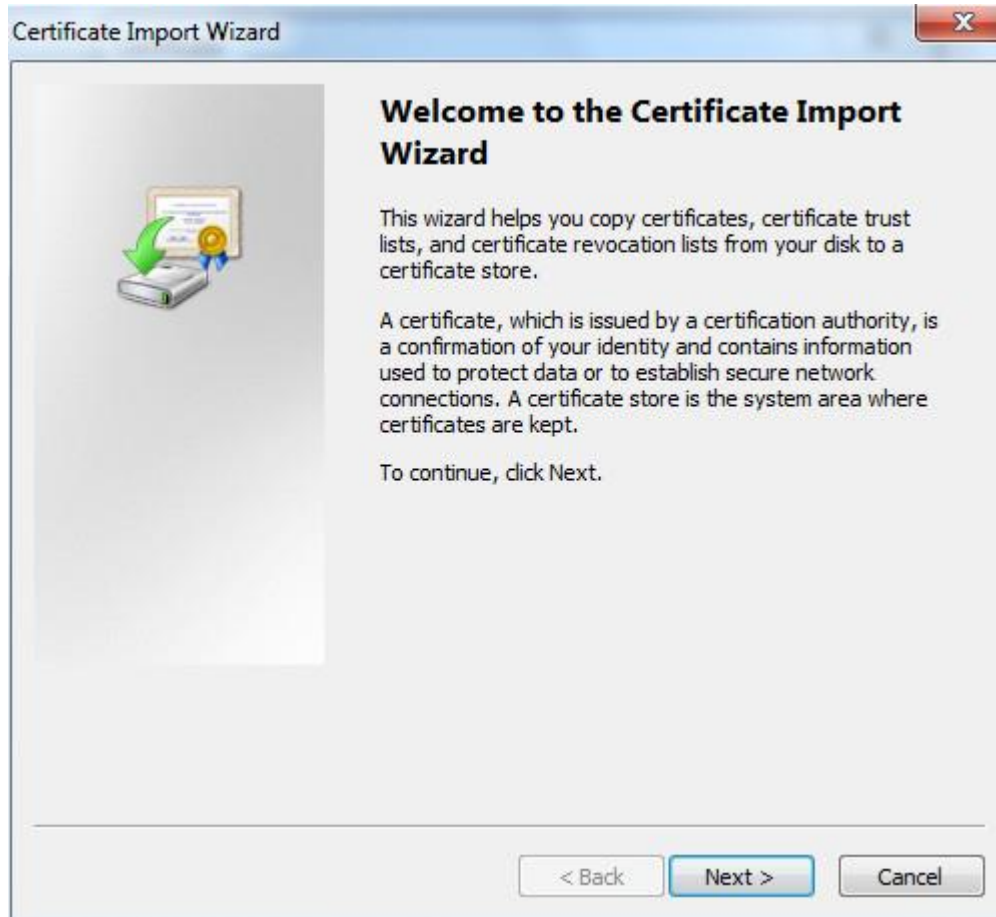 Certificate Import Wizard
Welcome to the Certificate Import
Wizard
This wizard helps you copy certificates, certificate trust
lists, and certificate revocation lists from your disk to a
certificate store.
A certificate, which is issued by a certification authority, is
a confirmation of your identity and contains information
used to protect data or to establish secure network
connections. A certificate store is the system area where
certificates are kept.
To continue, click Next.
< Back Next > Cancel